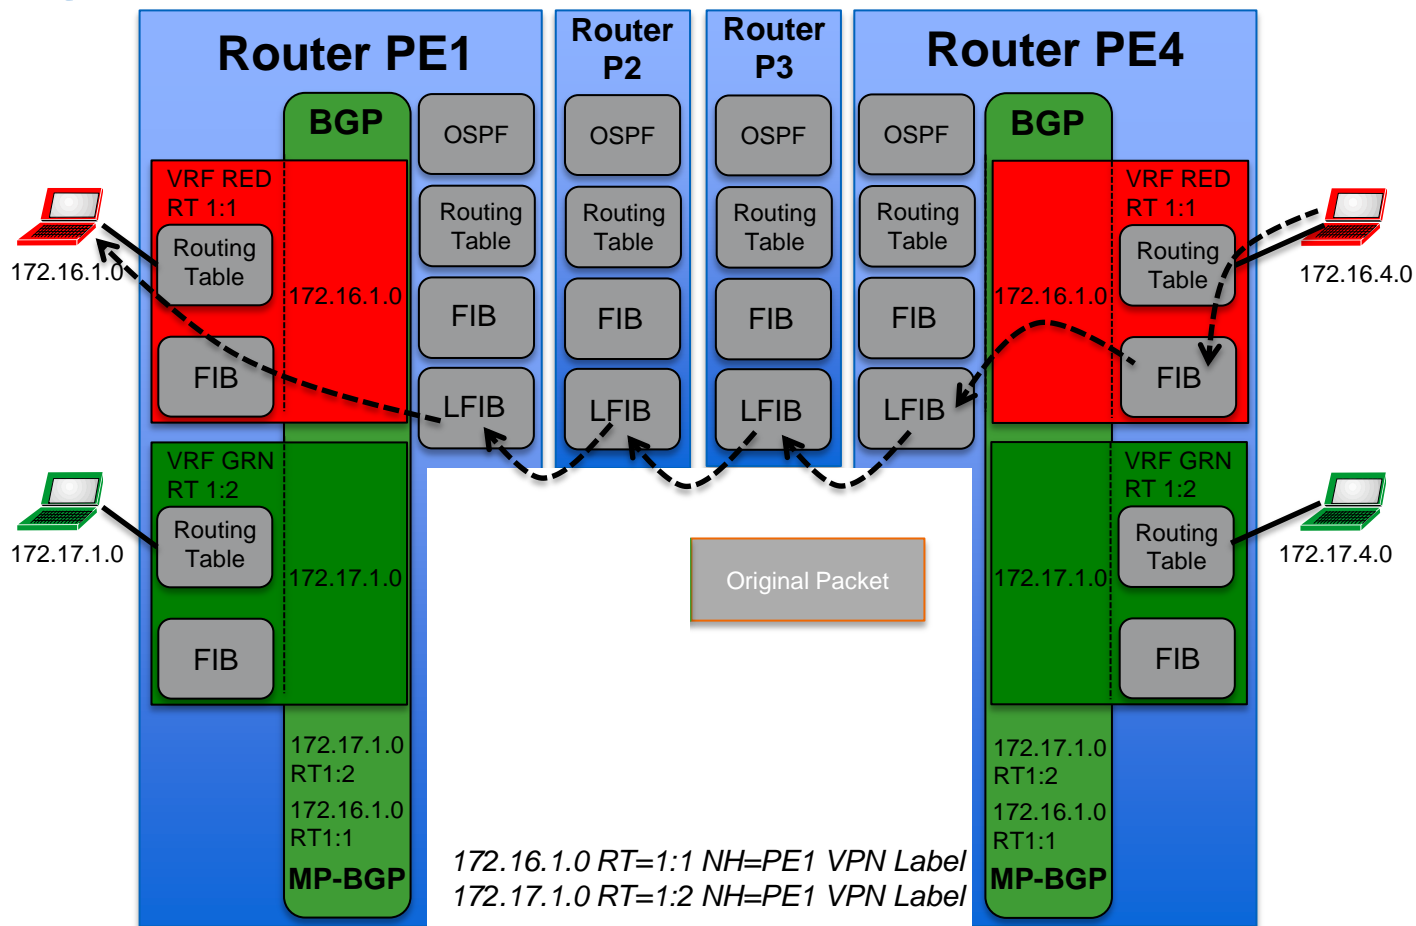 Router PE1
Router
P2
Router
P3
Router PE4
BGP
OSPF
OSPF
OSPF
OSPF
BGP
VRF RED
RT 1:1
Routing
Table
172.16.1.0
172.16.1.0
FIB
Routing
Table
Routing
Table
Routing
Table
Routing
Table
FIB
FIB
FIB
FIB
LFIB
LFIB
LFIB
LFIB
VRF RED
RT 1:1
Routing
Table
172.16.1.0
172.16.4.0
FIB
VRF GRN
RT 1:2
Routing
Table
172.17.1.0
172.17.1.0
FIB
Original Packet
VRF GRN
RT 1:2
Routing
Table
172.17.1.0
172.17.4.0
FIB
172.17.1.0
RT1:2
172.16.1.0
RT1:1
MP-BGP
172.16.1.0 RT=1:1 NH=PE1 VPN Label
172.17.1.0 RT=1:2 NH=PE1 VPN Label
172.17.1.0
RT1:2
172.16.1.0
RT1:1
MP-BGP